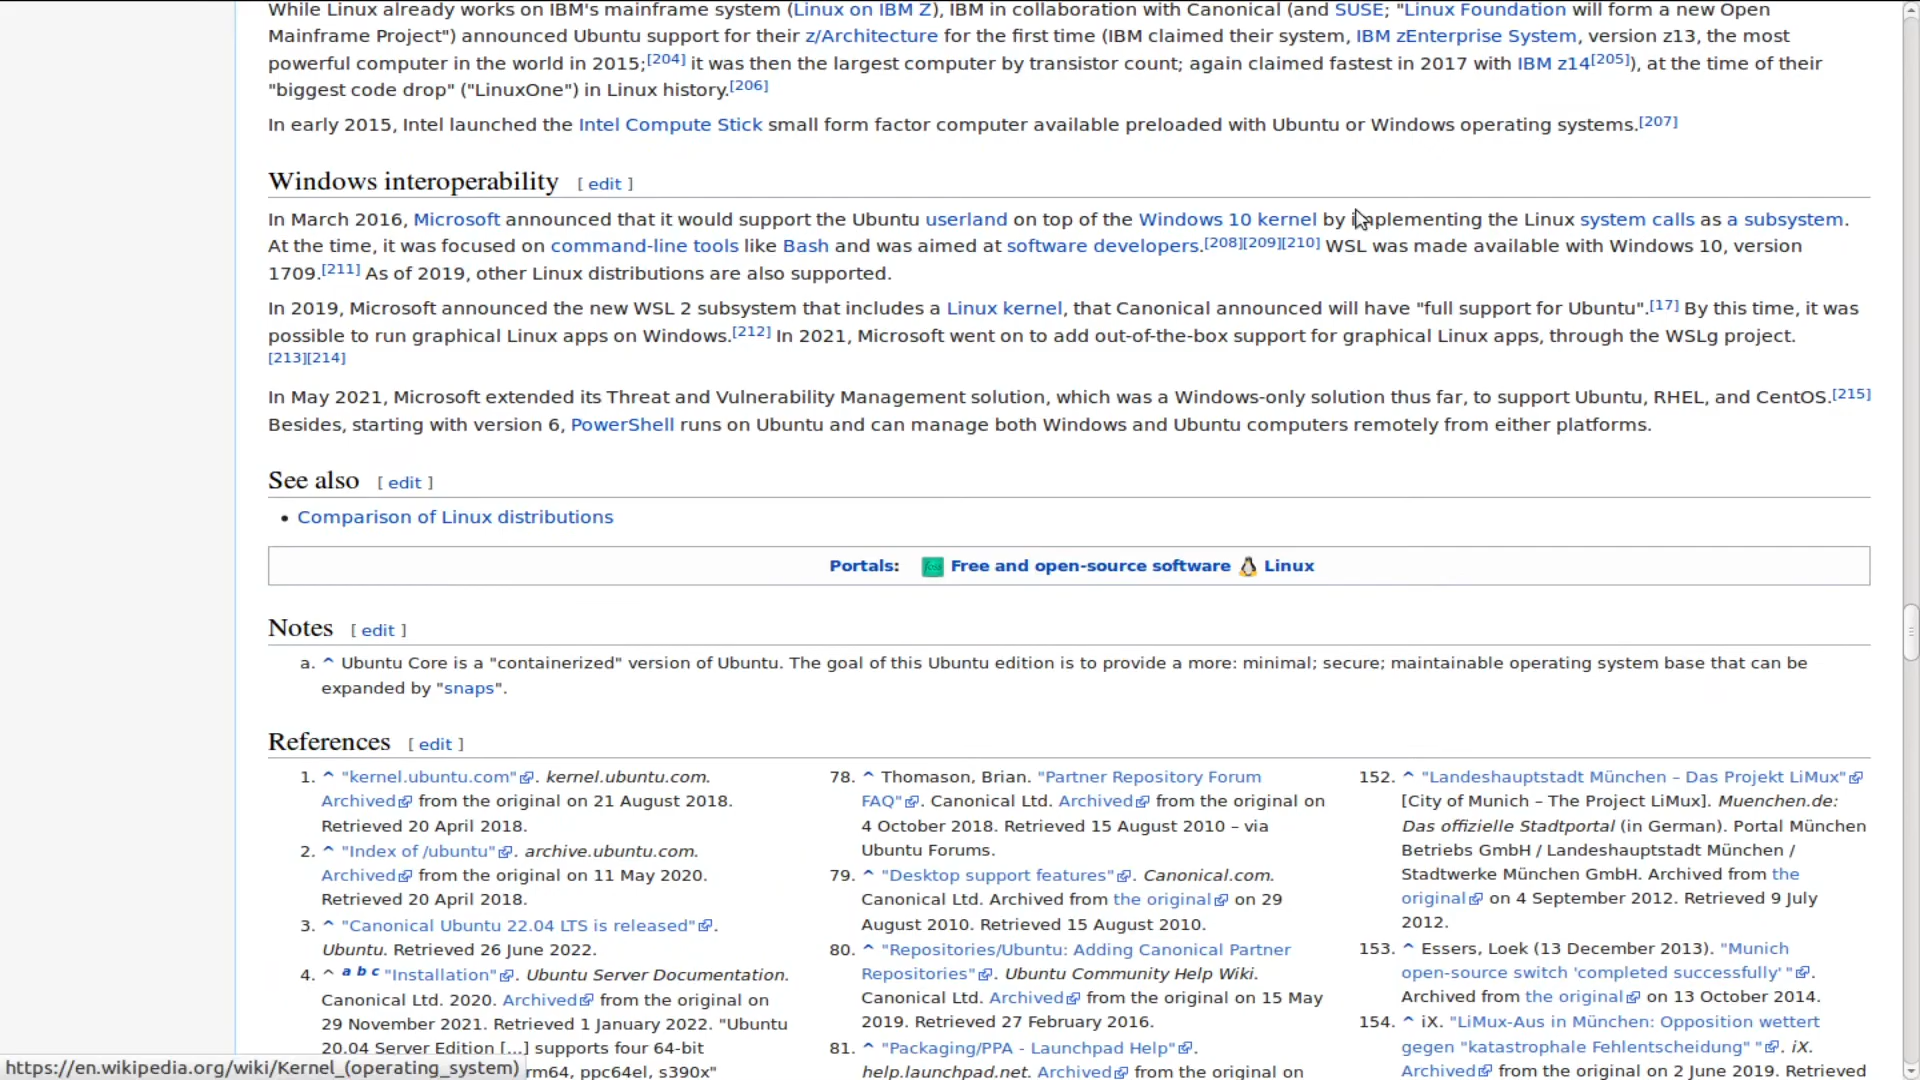 While Linux already works on IBM's mainframe system (Linux on IBM Z), IBM in collaboration with Canonical (and SUSE; "Linux Foundation will form a new Open
Mainframe Project") announced Ubuntu support for their z/Architecture for the first time (IBM claimed their system, IBM zEnterprise System, version z13, the most
powerful computer in the world in 2015;[204] it was then the largest computer by transistor count; again claimed fastest in 2017 with IBM z14[205]), at the time of their
"biggest code drop" ("LinuxOne") in Linux history.[206]
In early 2015, Intel launched the Intel Compute Stick small form factor computer available preloaded with Ubuntu or Windows operating systems.[207]
Windows interoperability [ edit ]
In March 2016, Microsoft announced that it would support the Ubuntu userland on top of the Windows 10 kernel by implementing the Linux system calls as a subsystem.
At the time, it was focused on command-line tools like Bash and was aimed at software developers.[208][209][210] WSL was made available with Windows 10, version
1709.[211] As of 2019, other Linux distributions are also supported.
In 2019, Microsoft announced the new WSL 2 subsystem that includes a Linux kernel, that Canonical announced will have "full support for Ubuntu".[17] By this time, it was
possible to run graphical Linux apps on Windows.[212] In 2021, Microsoft went on to add out-of-the-box support for graphical Linux apps, through the WSLg project.
[213][214]
In May 2021, Microsoft extended its Threat and Vulnerability Management solution, which was a Windows-only solution thus far, to support Ubuntu, RHEL, and CentOS.[215]
Besides, starting with version 6, PowerShell runs on Ubuntu and can manage both Windows and Ubuntu computers remotely from either platforms.
See also [ edit ]
• Comparison of Linux distributions
Portals: Free and open-source software Linux
Notes [ edit ]
a. ^ Ubuntu Core is a "containerized" version of Ubuntu. The goal of this Ubuntu edition is to provide a more: minimal; secure; maintainable operating system base that can be
expanded by "snaps".
References [ edit ]
1. ^ "kernel.ubuntu.com". kernel.ubuntu.com.
Archived from the original on 21 August 2018.
Retrieved 20 April 2018.
2. ^ "Index of /ubuntu". archive.ubuntu.com.
Archived from the original on 11 May 2020.
Retrieved 20 April 2018.
3. ^ "Canonical Ubuntu 22.04 LTS is released".
Ubuntu. Retrieved 26 June 2022.
4. ^ a b c "Installation". Ubuntu Server Documentation.
Canonical Ltd. 2020. Archived from the original on
29 November 2021. Retrieved 1 January 2022. "Ubuntu
20.04 Server Edition [...] supports four 64-bit
rm64, ppc64el, s390x"
78. ^ Thomason, Brian. "Partner Repository Forum
FAQ". Canonical Ltd. Archived from the original on
4 October 2018. Retrieved 15 August 2010 – via
Ubuntu Forums.
79. ^ "Desktop support features". Canonical.com.
Canonical Ltd. Archived from the original on 29
August 2010. Retrieved 15 August 2010.
80. ^ "Repositories/Ubuntu: Adding Canonical Partner
Repositories". Ubuntu Community Help Wiki.
Canonical Ltd. Archived from the original on 15 May
2019. Retrieved 27 February 2016.
81. ^ "Packaging/PPA - Launchpad Help".
help.launchpad.net. Archived from the original on
152. ^ "Landeshauptstadt München – Das Projekt LiMux"
[City of Munich – The Project LiMux]. Muenchen.de:
Das offizielle Stadtportal (in German). Portal München
Betriebs GmbH / Landeshauptstadt München /
Stadtwerke München GmbH. Archived from the
original on 4 September 2012. Retrieved 9 July
2012.
153. ^ Essers, Loek (13 December 2013). "Munich
open-source switch 'completed successfully' ".
Archived from the original on 13 October 2014.
154. ^ iX. "LiMux-Aus in München: Opposition wettert
gegen "katastrophale Fehlentscheidung" ". iX.
Archived from the original on 2 June 2019. Retrieved
https://en.wikipedia.org/wiki/Kernel_(operating_system)